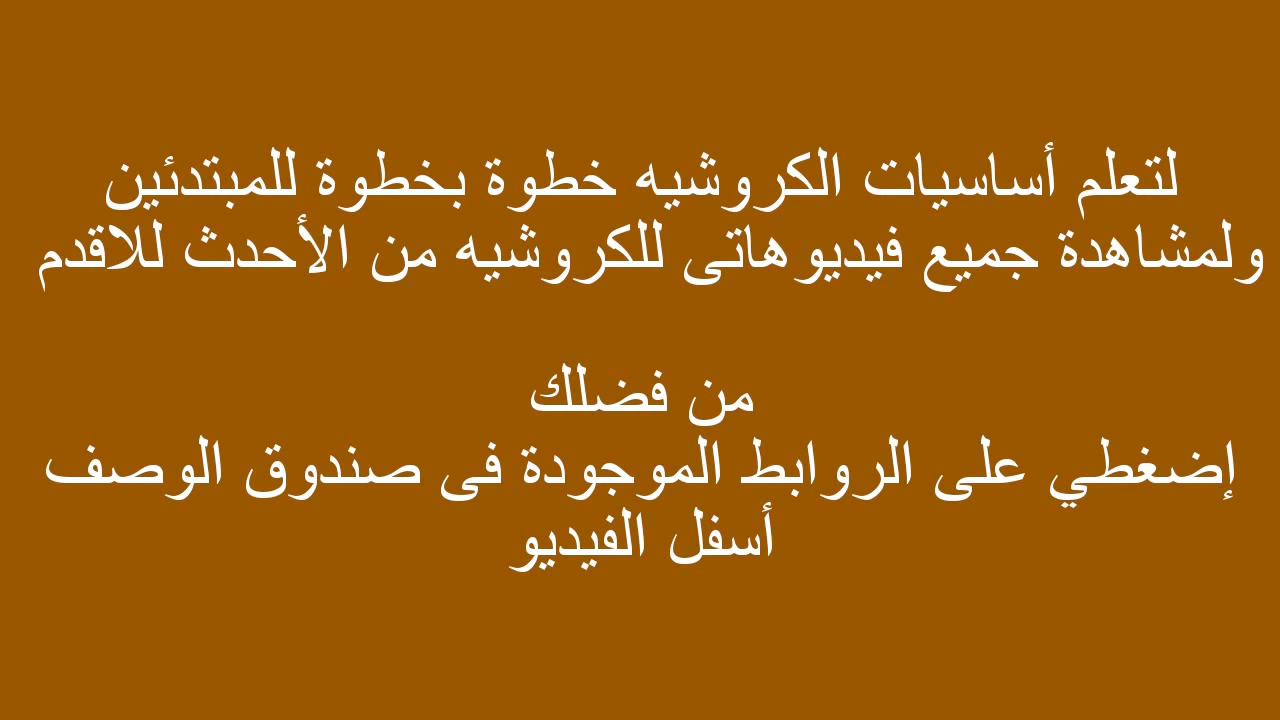 لتعلم أساسيات الكروشيه خطوة بخطوة للمبتدئين
ولمشاهدة جميع فيديوهاتى للكروشيه من الأحدث للاقدم
من فضلك
إضغطي على الروابط الموجودة فى صندوق الوصف
أسفل الفيديو